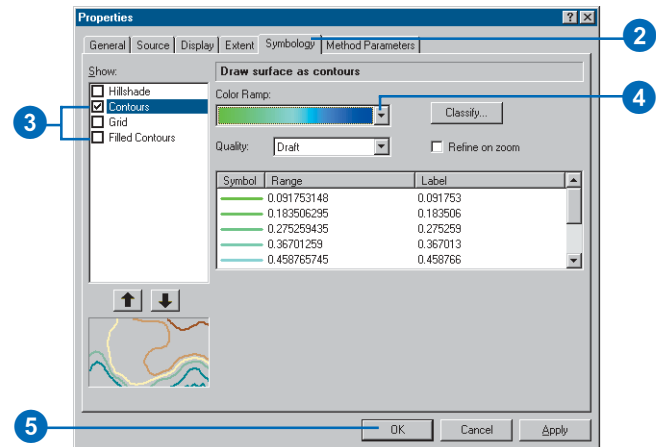 Properties
General Source Display Extent Symbology Method Parameters
2
Show:
Hillshade
Contours
Grid
Filled Contours
3
Draw surface as contours
Color Ramp:
4
Classify...
Quality: Draft
Refine on zoom
Symbol Range Label
0.091753148 0.091753
0.183506295 0.183506
0.275259435 0.275259
0.36701259 0.367013
0.458765745 0.458766
5
OK Cancel Apply